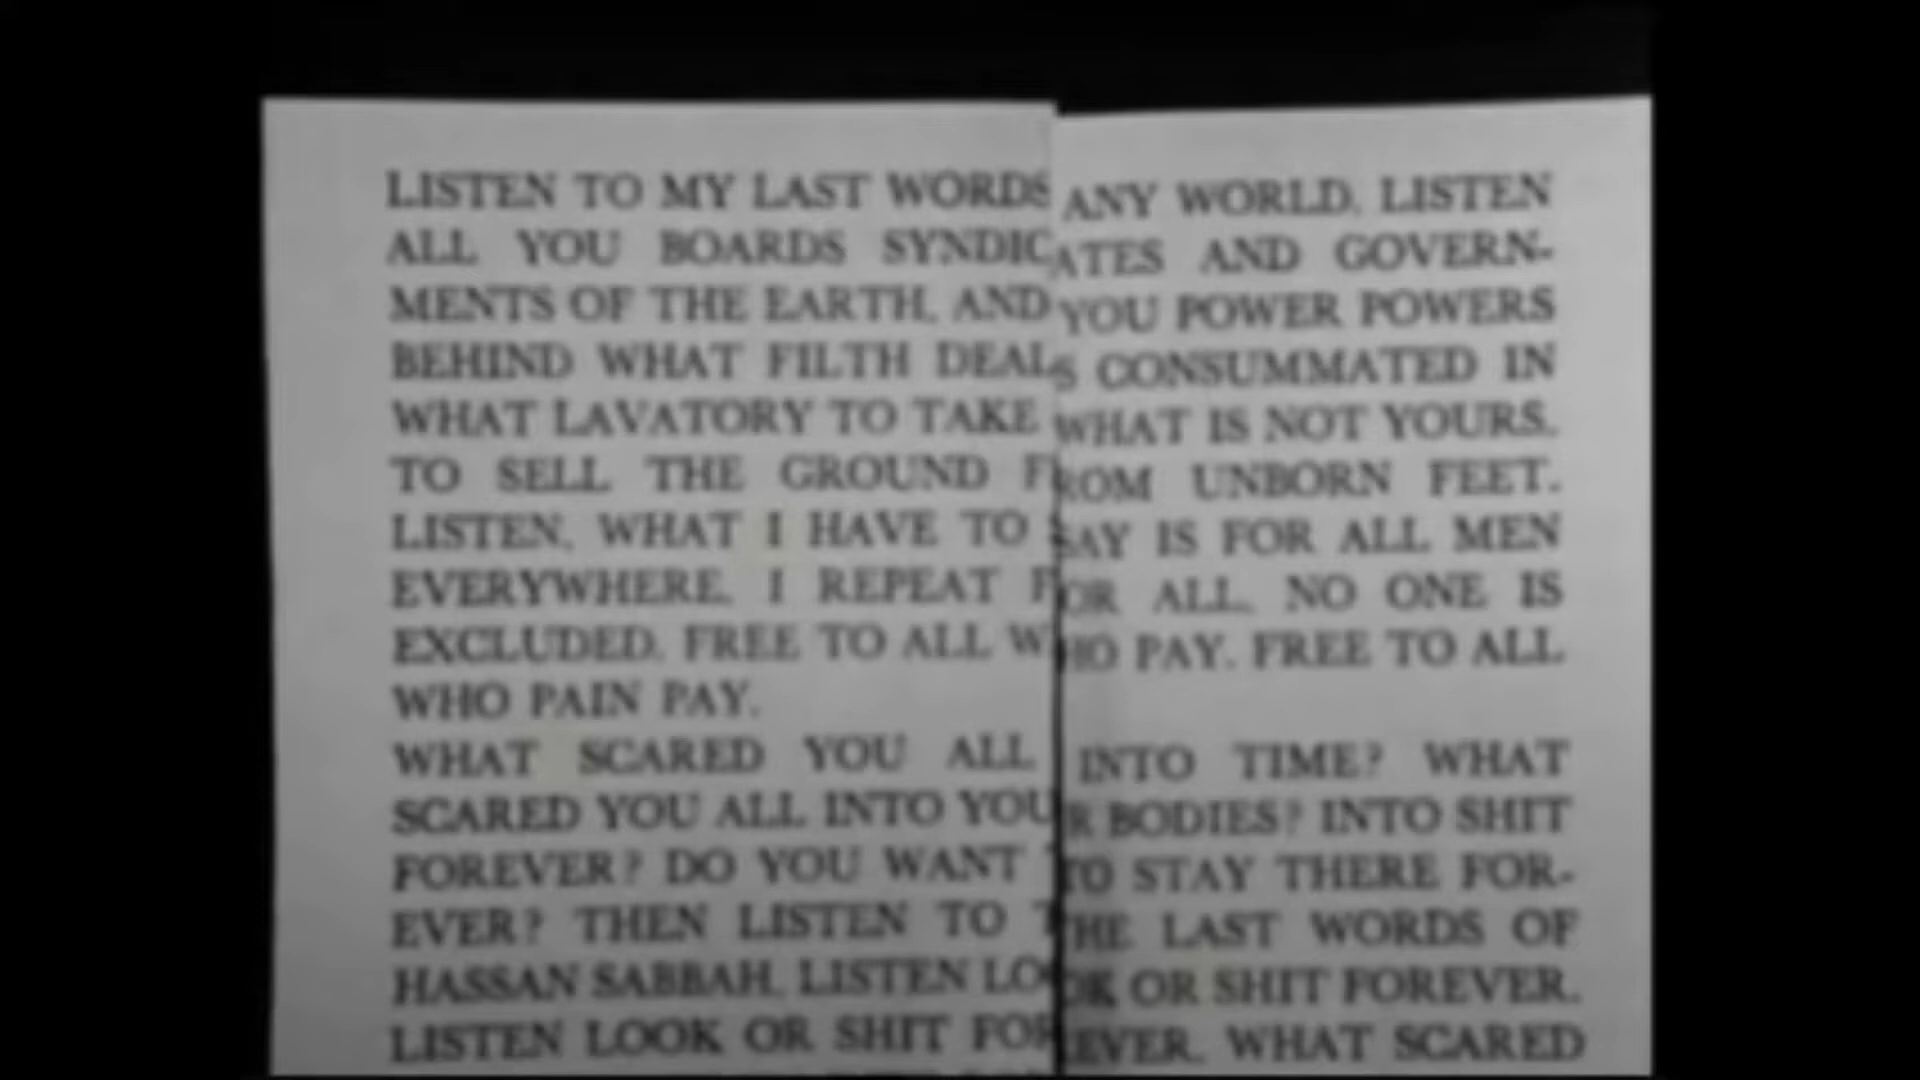 LISTEN TO MY LAST WORDS ANY WORLD. LISTEN
ALL YOU BOARDS SYNDICATES AND GOVERN-
MENTS OF THE EARTH. AND YOU POWER POWERS
BEHIND WHAT FILTH DEALS CONSUMMATED IN
WHAT LAVATORY TO TAKE WHAT IS NOT YOURS.
TO SELL THE GROUND FROM UNBORN FEET.
LISTEN. WHAT I HAVE TO SAY IS FOR ALL MEN
EVERYWHERE. I REPEAT FOR ALL. NO ONE IS
EXCLUDED. FREE TO ALL WHO PAY. FREE TO ALL
WHO PAIN PAY.
WHAT SCARED YOU ALL INTO TIME? WHAT
SCARED YOU ALL INTO YOUR BODIES? INTO SHIT
FOREVER? DO YOU WANT TO STAY THERE FOR-
EVER? THEN LISTEN TO THE LAST WORDS OF
HASSAN SABBAH. LISTEN LOOK OR SHIT FOREVER.
LISTEN LOOK OR SHIT FOREVER. WHAT SCARED